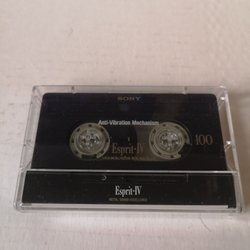 SONY
Anti-Vibration Mechanism
Esprit-IV
100
Esprit-IV